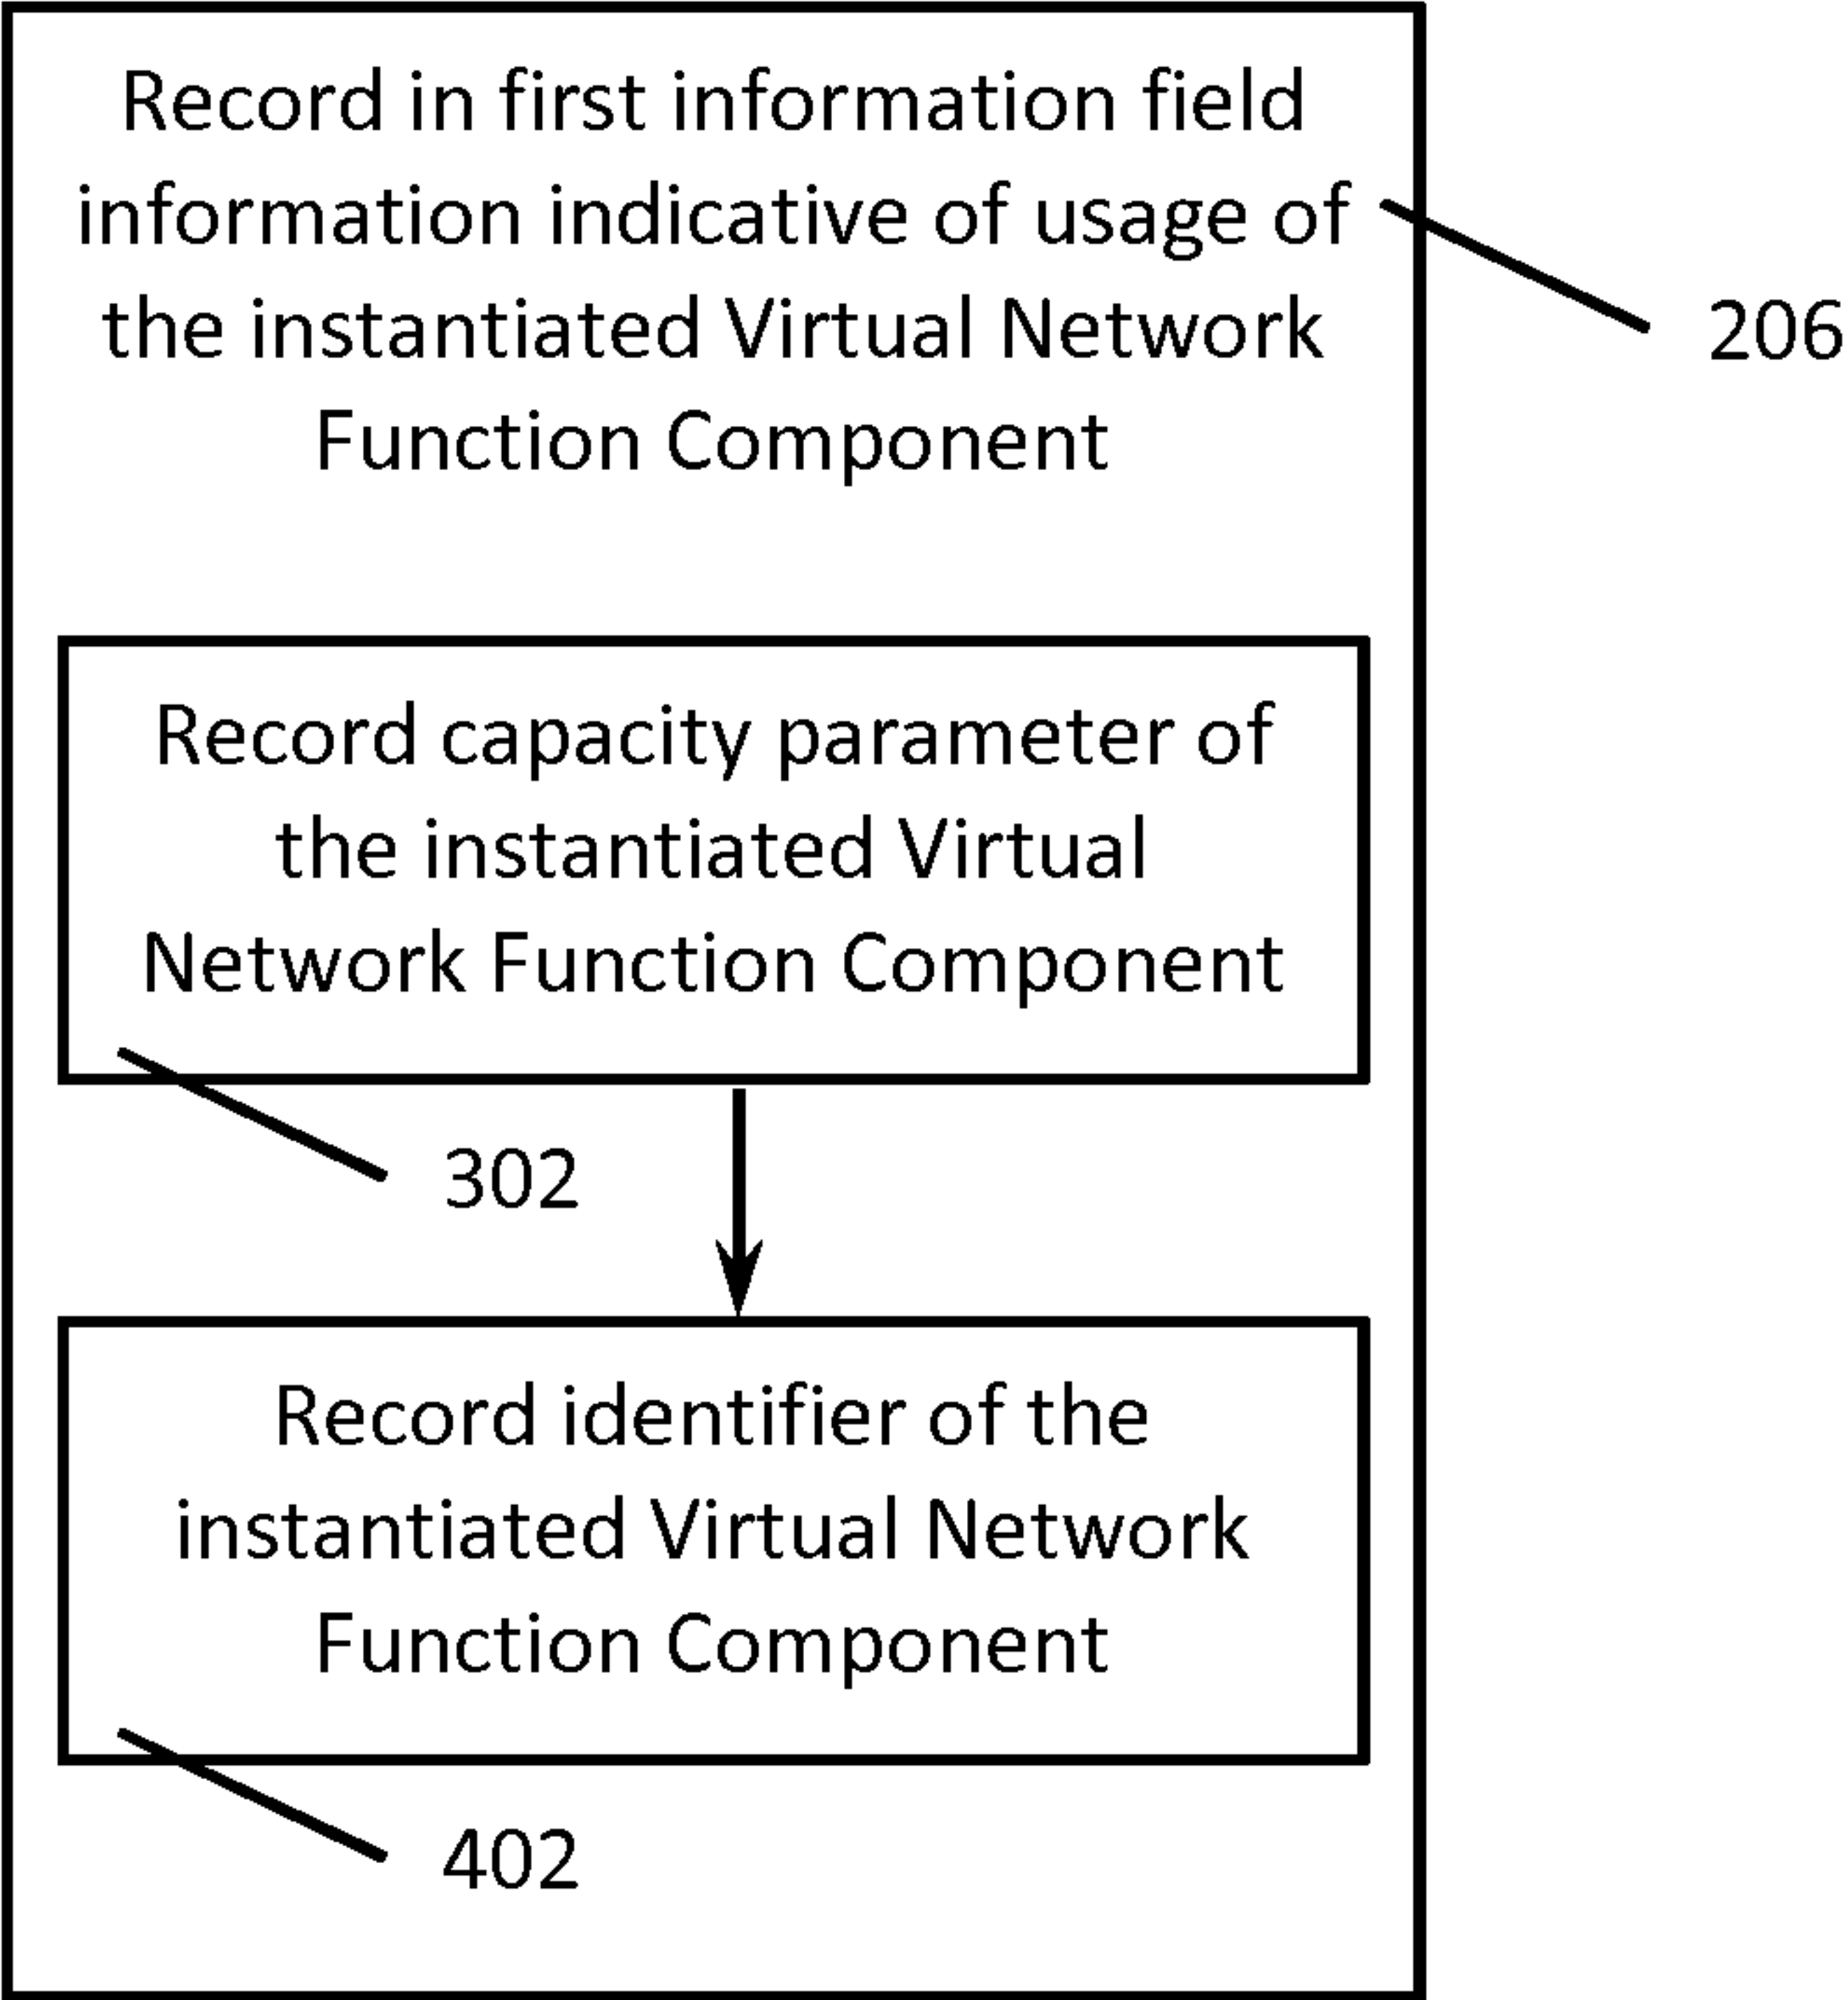 Record in first information field
information indicative of usage of
the instantiated Virtual Network
Function Component
206
Record capacity parameter of
the instantiated Virtual
Network Function Component
302
Record identifier of the
instantiated Virtual Network
Function Component
402